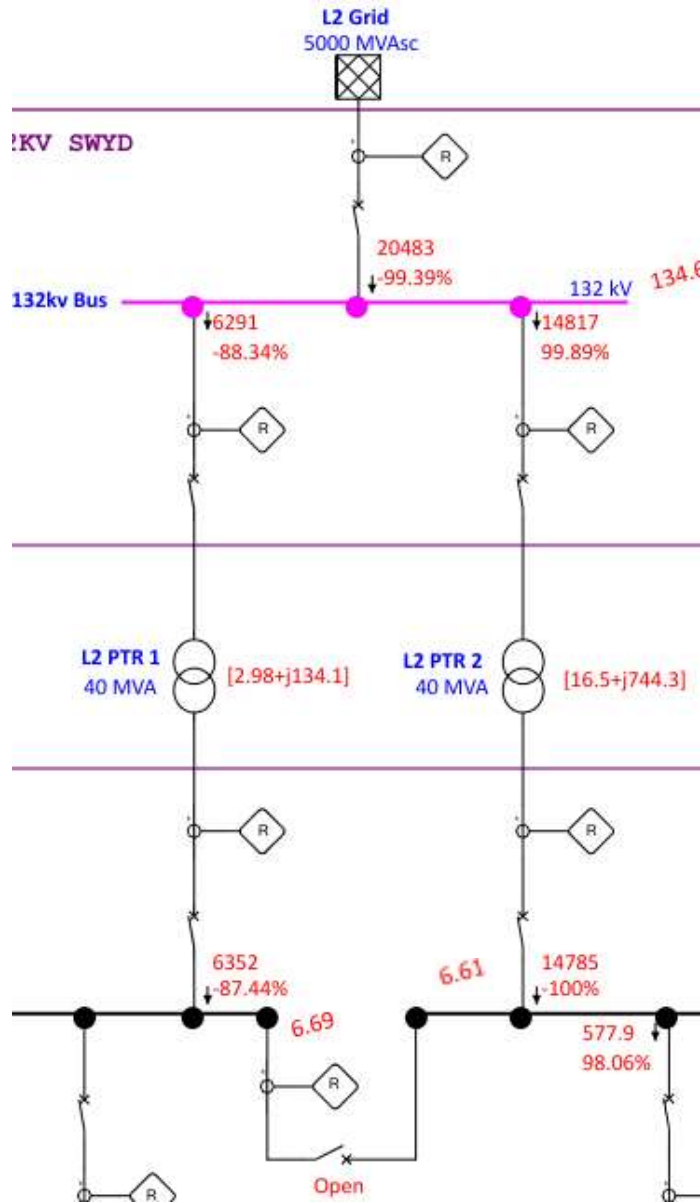 L2 Grid
5000 MVAsc
2KV SWYD
R
20483
-99.39%
132kv Bus
132 kV
134.6
6291
-88.34%
14817
99.89%
R
R
L2 PTR 1
40 MVA
[2.98+j134.1]
L2 PTR 2
40 MVA
[16.5+j744.3]
R
R
6352
-87.44%
6.69
6.61
14785
-100%
577.9
98.06%
R
Open
R